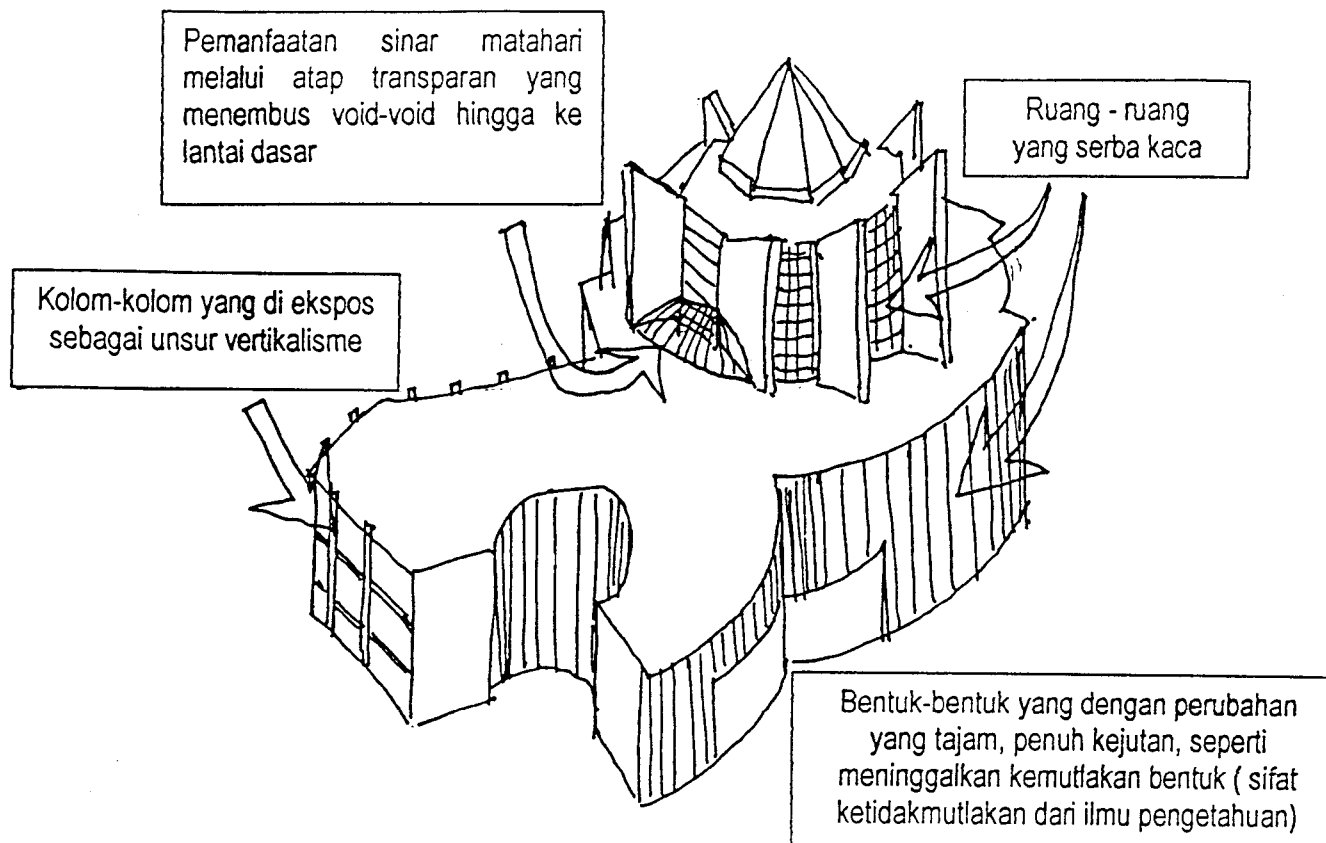 Pemanfaatan sinar matahari
melalui atap transparan yang
menembus void-void hingga ke
lantai dasar
Ruang - ruang
yang serba kaca
Kolom-kolom yang di ekspos
sebagai unsur vertikalisme
Bentuk-bentuk yang dengan perubahan
yang tajam, penuh kejutan, seperti
meninggalkan kemutlakan bentuk ( sifat
ketidakmutlakan dari ilmu pengetahuan)